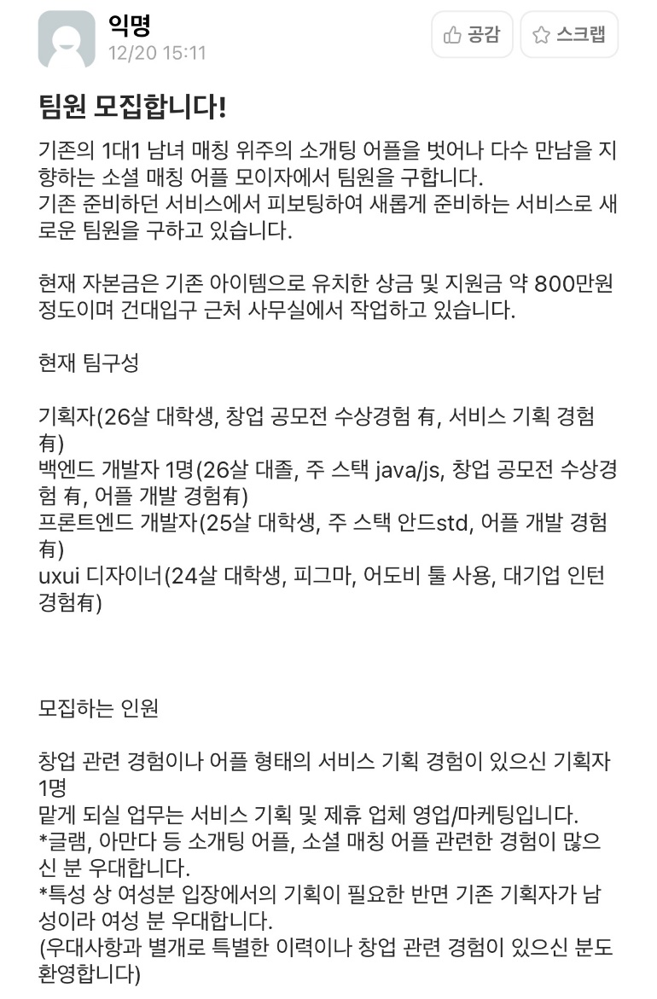 익명
12/20 15:11
공감
스크랩
팀원 모집합니다!
기존의 1대1 남녀 매칭 위주의 소개팅 어플을 벗어나 다수 만남을 지
향하는 소셜 매칭 어플 모이자에서 팀원을 구합니다.
기존 준비하던 서비스에서 피보팅하여 새롭게 준비하는 서비스로 새
로운 팀원을 구하고 있습니다.
현재 자본금은 기존 아이템으로 유치한 상금 및 지원금 약 800만원
정도이며 건대입구 근처 사무실에서 작업하고 있습니다.
현재 팀구성
기획자(26살 대학생, 창업 공모전 수상경험 有, 서비스 기획 경험
有)
백엔드 개발자 1명(26살 대졸, 주 스택 java/js, 창업 공모전 수상경
험 有, 어플 개발 경험有)
프론트엔드 개발자(25살 대학생, 주 스택 안드std, 어플 개발 경험
有)
uxui 디자이너(24살 대학생, 피그마, 어도비 툴 사용, 대기업 인턴
경험有)
모집하는 인원
창업 관련 경험이나 어플 형태의 서비스 기획 경험이 있으신 기획자
1명
맡게 되실 업무는 서비스 기획 및 제휴 업체 영업/마케팅입니다.
*글램, 아만다 등 소개팅 어플, 소셜 매칭 어플 관련한 경험이 많으
신 분 우대합니다.
*특성 상 여성분 입장에서의 기획이 필요한 반면 기존 기획자가 남
성이라 여성 분 우대합니다.
(우대사항과 별개로 특별한 이력이나 창업 관련 경험이 있으신 분도
환영합니다)